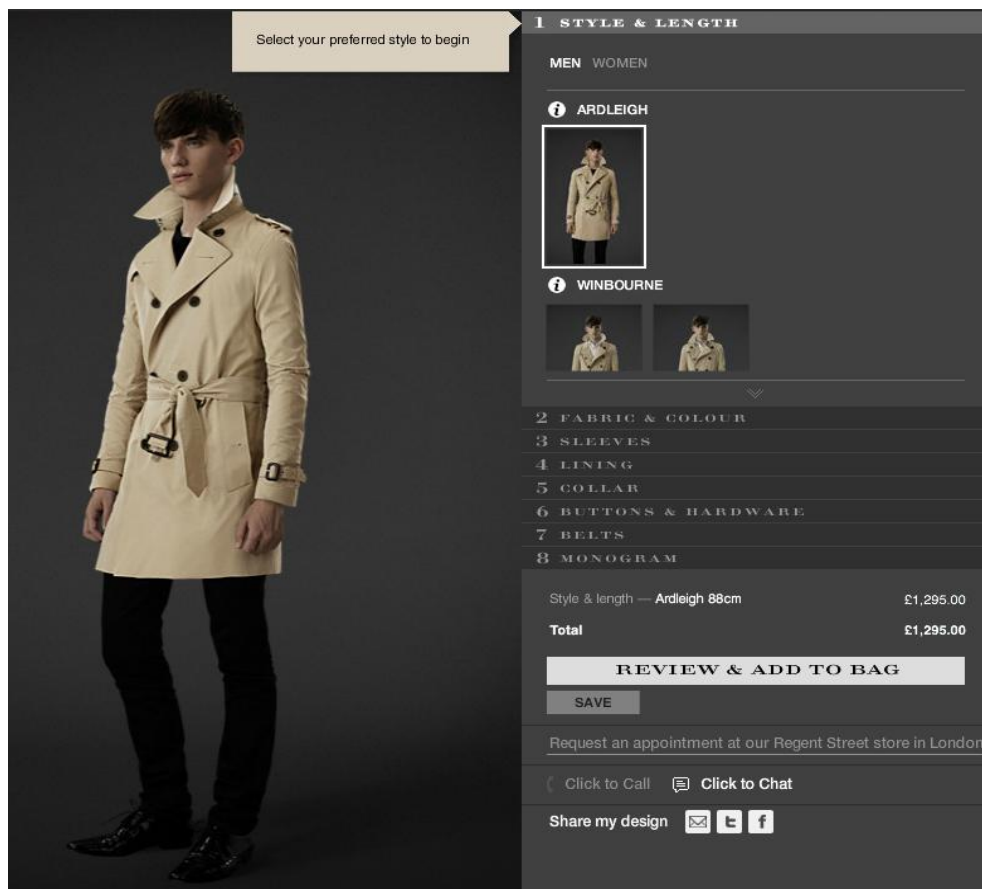 Select your preferred style to begin
1 STYLE & LENGTH
MEN WOMEN
i ARDLEIGH
i WINBOURNE
2 FABRIC & COLOUR
3 SLEEVES
4 LINING
5 COLLAR
6 BUTTONS & HARDWARE
7 BELTS
8 MONOGRAM
Style & length — Ardleigh 88cm £1,295.00
Total £1,295.00
REVIEW & ADD TO BAG
SAVE
Request an appointment at our Regent Street store in London
Click to Call Click to Chat
Share my design t f